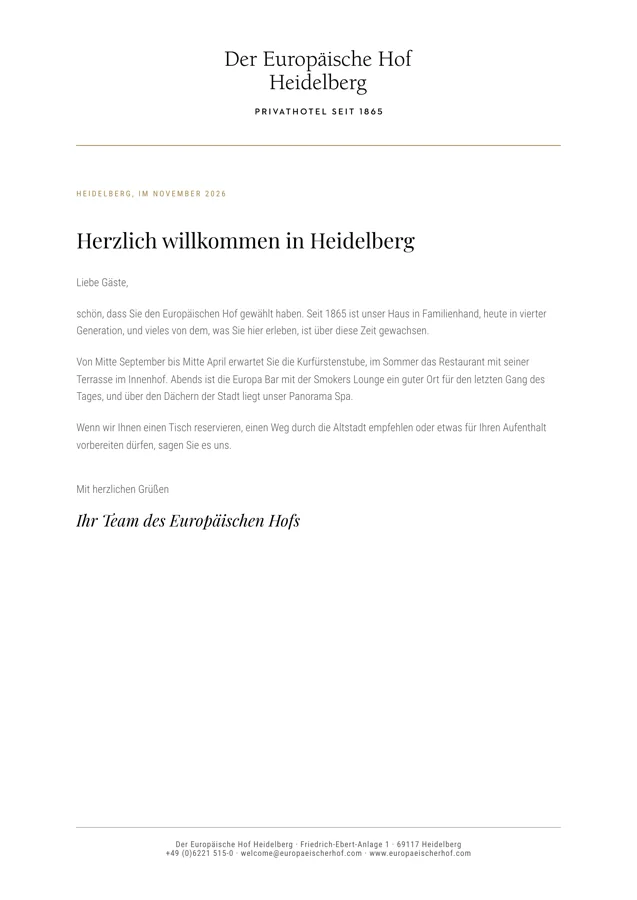 Der Europäische Hof
Heidelberg
PRIVATHOTEL SEIT 1865
HEIDELBERG, IM NOVEMBER 2026
Herzlich willkommen in Heidelberg
Liebe Gäste,
schön, dass Sie den Europäischen Hof gewählt haben. Seit 1865 ist unser Haus in Familienhand, heute in vierter
Generation, und vieles von dem, was Sie hier erleben, ist über diese Zeit gewachsen.
Von Mitte September bis Mitte April erwartet Sie die Kurfürstenstube, im Sommer das Restaurant mit seiner
Terrasse im Innenhof. Abends ist die Europa Bar mit der Smokers Lounge ein guter Ort für den letzten Gang des
Tages, und über den Dächern der Stadt liegt unser Panorama Spa.
Wenn wir Ihnen einen Tisch reservieren, einen Weg durch die Altstadt empfehlen oder etwas für Ihren Aufenthalt
vorbereiten dürfen, sagen Sie es uns.
Mit herzlichen Grüßen
Ihr Team des Europäischen Hofs
Der Europäische Hof Heidelberg · Friedrich-Ebert-Anlage 1 · 69117 Heidelberg
+49 (0)6221 515-0 · welcome@europaeischerhof.com · www.europaeischerhof.com